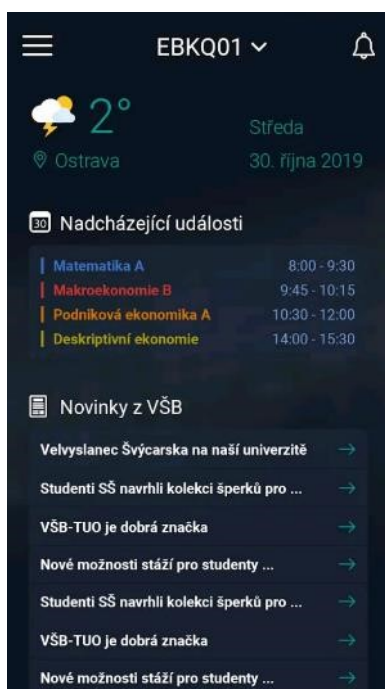 EBKQ01
2°
Středa
Ostrava
30. října 2019
30 Nadcházející události
Matematika A 8:00 - 9:30
Makroekonomie B 9:45 - 10:15
Podniková ekonomika A 10:30 - 12:00
Deskriptivní ekonomie 14:00 - 15:30
Novinky z VŠB
Velvyslanec Švýcarska na naší univerzitě
Studenti SŠ navrhli kolekci šperků pro ...
VŠB-TUO je dobrá značka
Nové možnosti stáží pro studenty ...
Studenti SŠ navrhli kolekci šperků pro ...
VŠB-TUO je dobrá značka
Nové možnosti stáží pro studenty ...